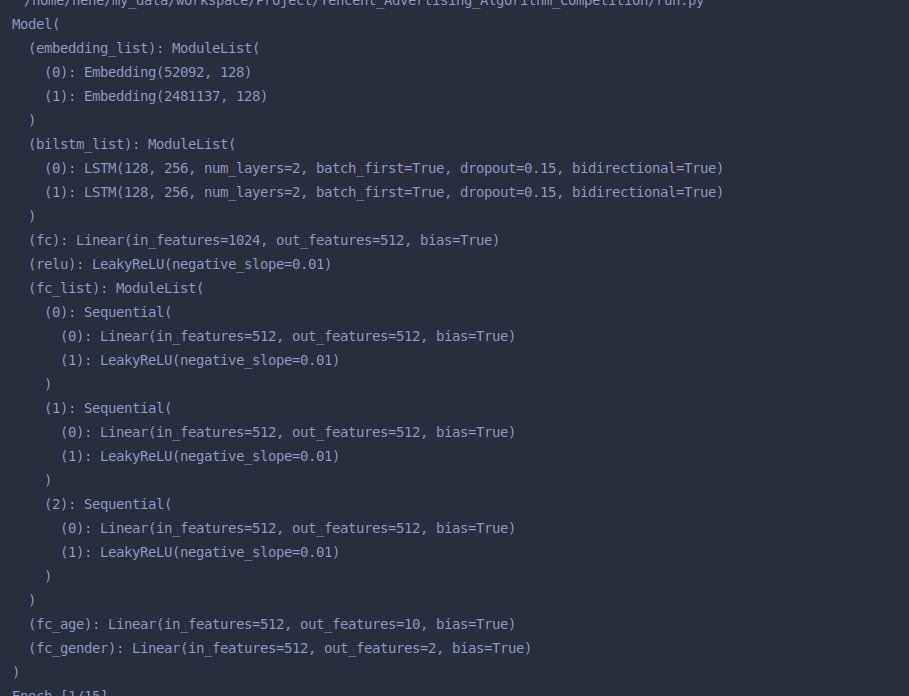 /home/hehe/my_data/workspace/Project/Tencent_Advertising_Algorithm_Competition/run.py
Model(
  (embedding_list): ModuleList(
    (0): Embedding(52092, 128)
    (1): Embedding(2481137, 128)
  )
  (bilstm_list): ModuleList(
    (0): LSTM(128, 256, num_layers=2, batch_first=True, dropout=0.15, bidirectional=True)
    (1): LSTM(128, 256, num_layers=2, batch_first=True, dropout=0.15, bidirectional=True)
  )
  (fc): Linear(in_features=1024, out_features=512, bias=True)
  (relu): LeakyReLU(negative_slope=0.01)
  (fc_list): ModuleList(
    (0): Sequential(
      (0): Linear(in_features=512, out_features=512, bias=True)
      (1): LeakyReLU(negative_slope=0.01)
    )
    (1): Sequential(
      (0): Linear(in_features=512, out_features=512, bias=True)
      (1): LeakyReLU(negative_slope=0.01)
    )
    (2): Sequential(
      (0): Linear(in_features=512, out_features=512, bias=True)
      (1): LeakyReLU(negative_slope=0.01)
    )
  )
  (fc_age): Linear(in_features=512, out_features=10, bias=True)
  (fc_gender): Linear(in_features=512, out_features=2, bias=True)
)
Epoch [1/15]